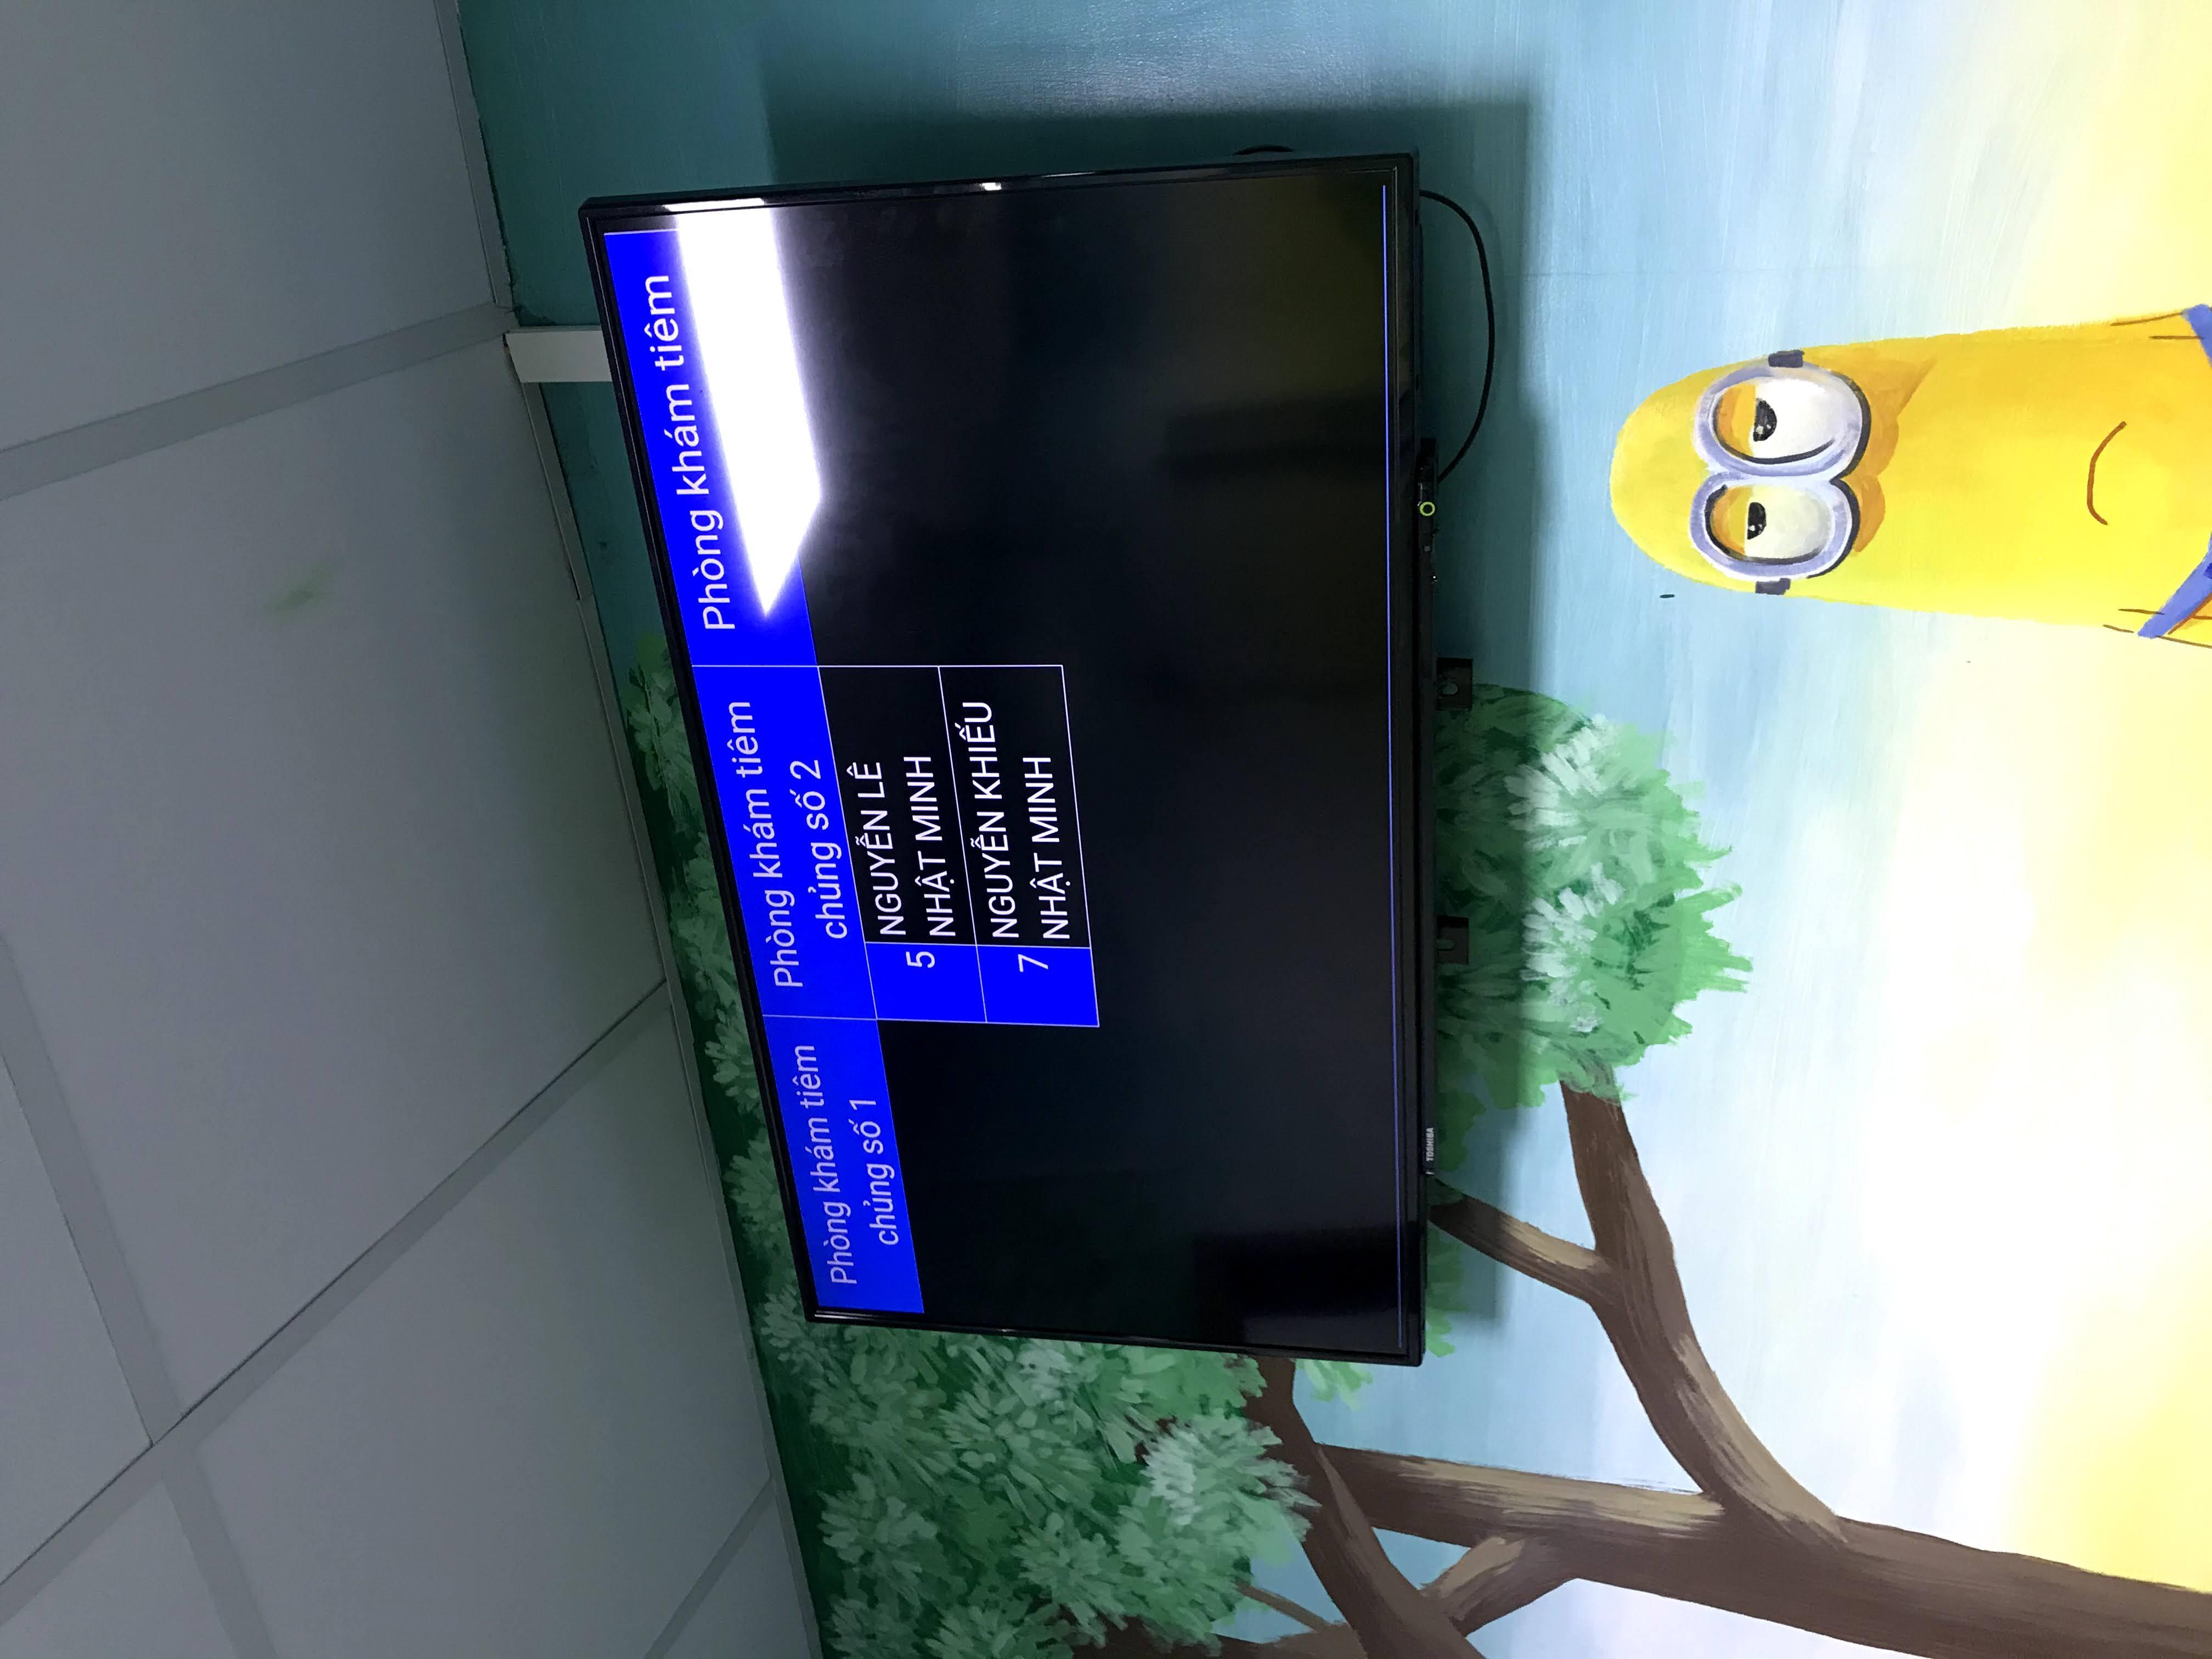 Phòng khám tiêm
chủng số 1
Phòng khám tiêm
chủng số 2
Phòng khám tiêm
5
NGUYỄN LÊ
NHẬT MINH
7
NGUYỄN KHIẾU
NHẬT MINH
TOSHIBA